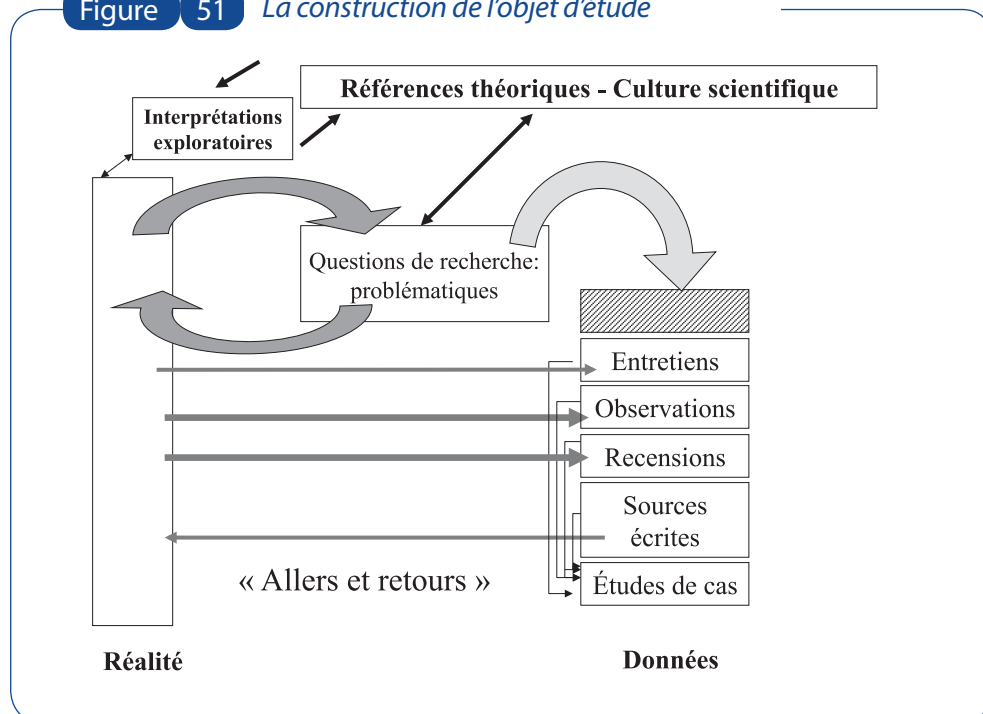 Figure 51 La construction de l'objet d'étude
Références théoriques - Culture scientifique
Interprétations
exploratoires
Questions de recherche:
problématiques
Entretiens
Observations
Recensions
Sources
écrites
Études de cas
« Allers et retours »
Réalité
Données